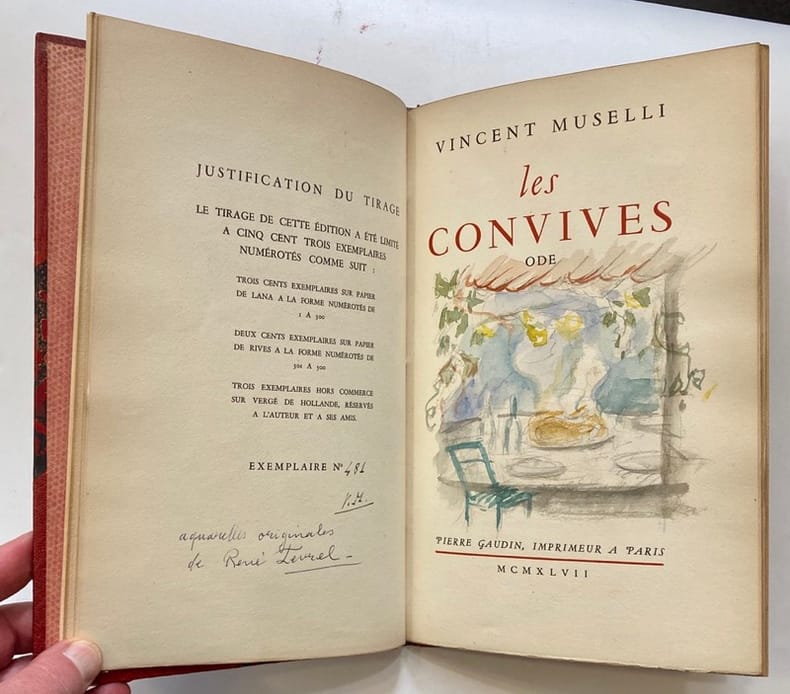 JUSTIFICATION DU TIRAGE
LE TIRAGE DE CETTE ÉDITION A ÉTÉ LIMITÉ
A CINQ CENT TROIS EXEMPLAIRES
NUMÉROTÉS COMME SUIT :
TROIS CENTS EXEMPLAIRES SUR PAPIER
DE LANA A LA FORME NUMÉROTÉS DE
1 A 300
DEUX CENTS EXEMPLAIRES SUR PAPIER
DE RIVES A LA FORME NUMÉROTÉS DE
301 A 500
TROIS EXEMPLAIRES HORS COMMERCE
SUR VERGÉ DE HOLLANDE, RÉSERVÉS
A L'AUTEUR ET A SES AMIS.
EXEMPLAIRE Nº 481
V.M.
aquarelles originales
de René Levrel
VINCENT MUSELLI
les
CONVIVES
ODE
PIERRE GAUDIN, IMPRIMEUR A PARIS
MCMXLVII